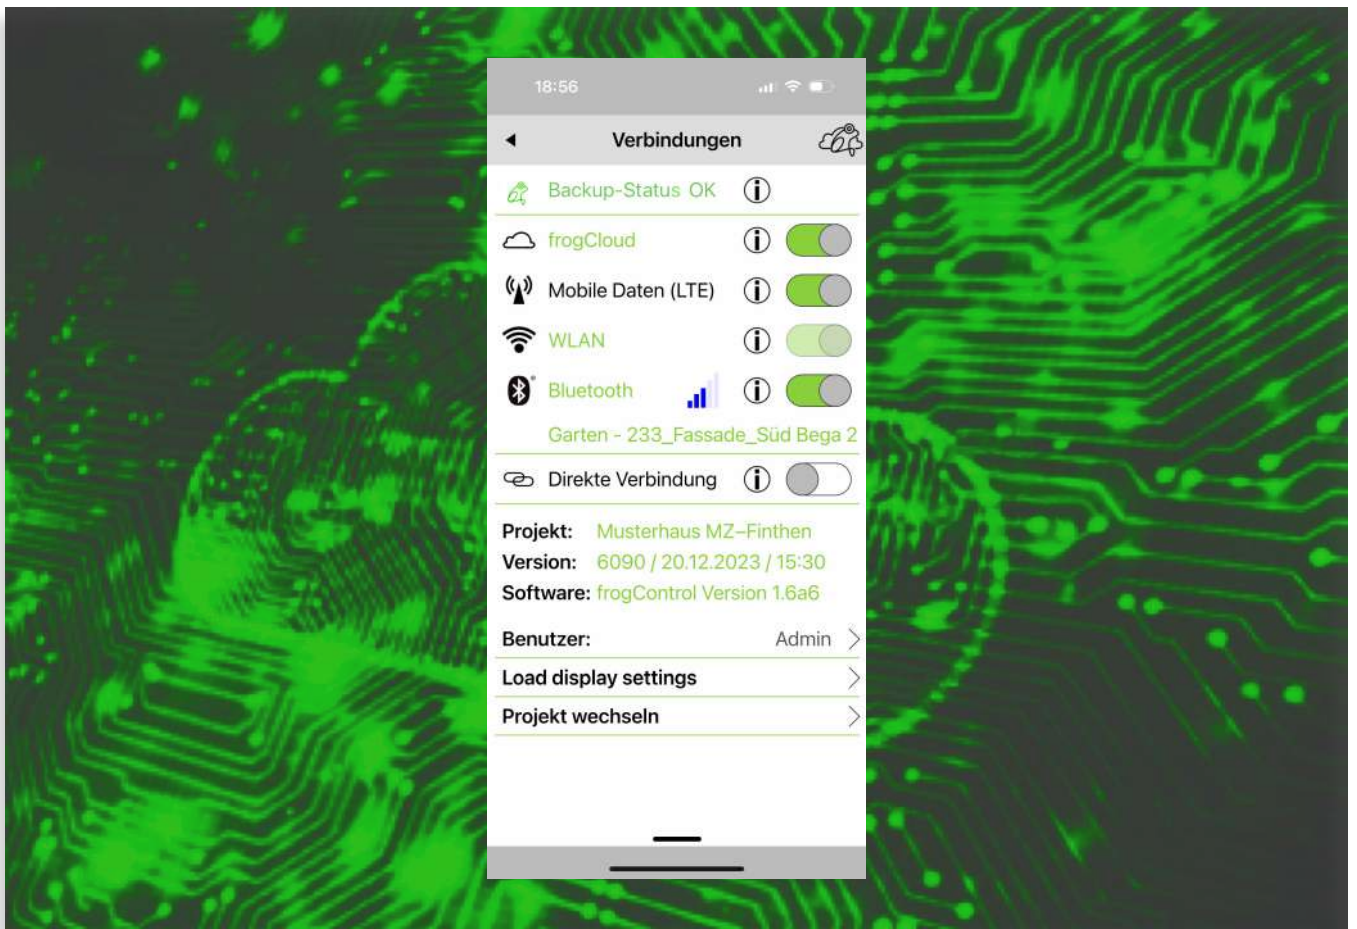 18:56
Verbindungen
Backup-Status OK
frogCloud
Mobile Daten (LTE)
WLAN
Bluetooth
Garten - 233_Fassade_Süd Bega 2
Direkte Verbindung
Projekt: Musterhaus MZ–Finthen
Version: 6090 / 20.12.2023 / 15:30
Software: frogControl Version 1.6a6
Benutzer: Admin
Load display settings
Projekt wechseln